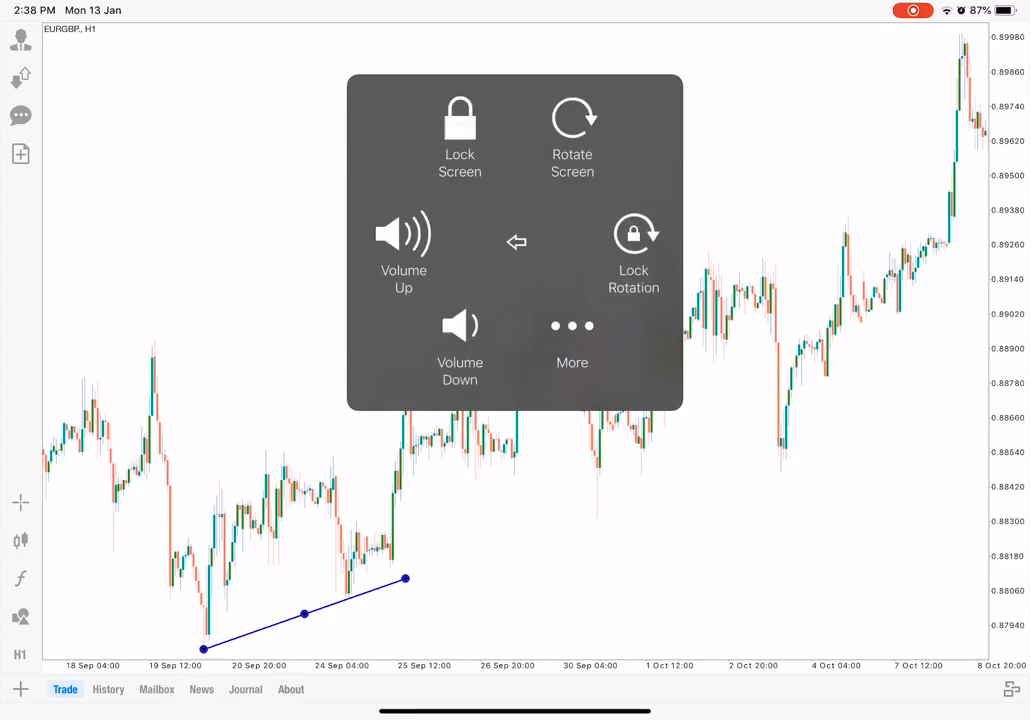 2:38 PM Mon 13 Jan
87%
EURGBP., H1
0.89980
0.89860
0.89740
0.89620
0.89500
0.89380
0.89260
0.89140
0.89020
0.88900
0.88780
0.88660
0.88540
0.88420
0.88300
0.88180
0.88060
0.87940
Lock
Screen
Rotate
Screen
Volume
Up
Lock
Rotation
Volume
Down
More
H1
18 Sep 04:00 19 Sep 12:00 20 Sep 20:00 24 Sep 04:00 25 Sep 12:00 26 Sep 20:00 30 Sep 04:00 1 Oct 12:00 2 Oct 20:00 4 Oct 04:00 7 Oct 12:00 8 Oct 20:00
Trade History Mailbox News Journal About